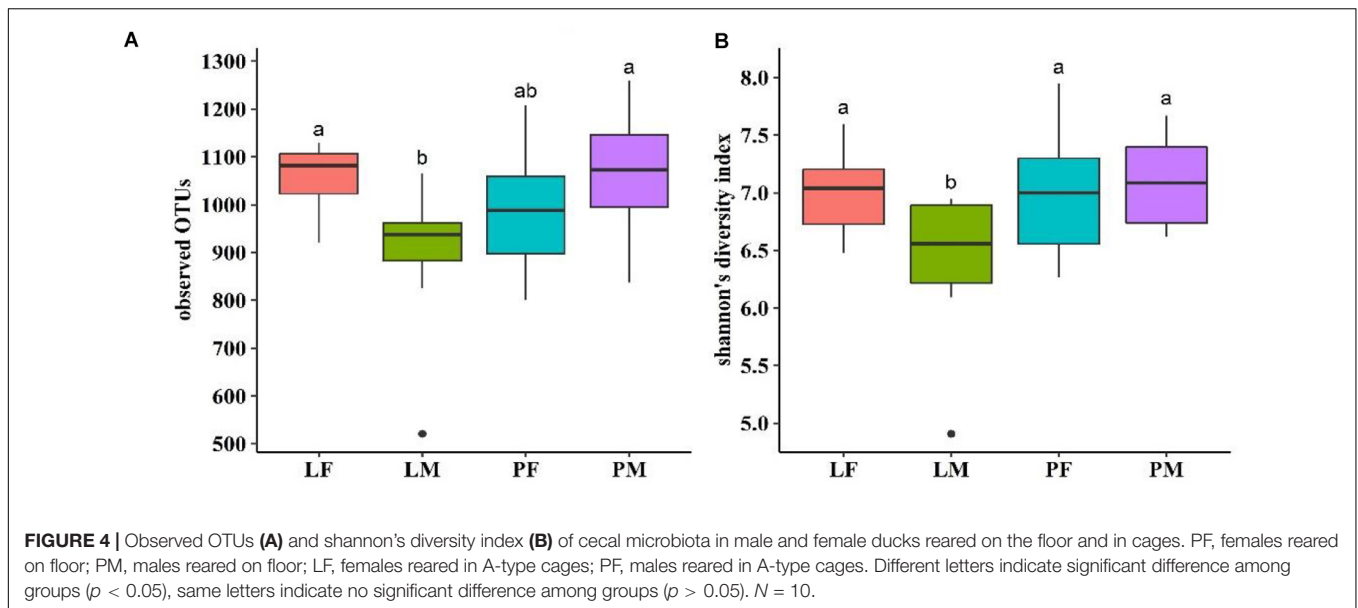 A
B
1300
1200
1100
1000
900
800
700
600
500
observed OTUs
a
b
ab
a
LF LM PF PM
8.0
7.5
7.0
6.5
6.0
5.5
5.0
shannon's diversity index
a
b
a
a
LF LM PF PM
FIGURE 4 | Observed OTUs (A) and shannon's diversity index (B) of cecal microbiota in male and female ducks reared on the floor and in cages. PF, females reared
on floor; PM, males reared on floor; LF, females reared in A-type cages; PF, males reared in A-type cages. Different letters indicate significant difference among
groups (p < 0.05), same letters indicate no significant difference among groups (p > 0.05). N = 10.